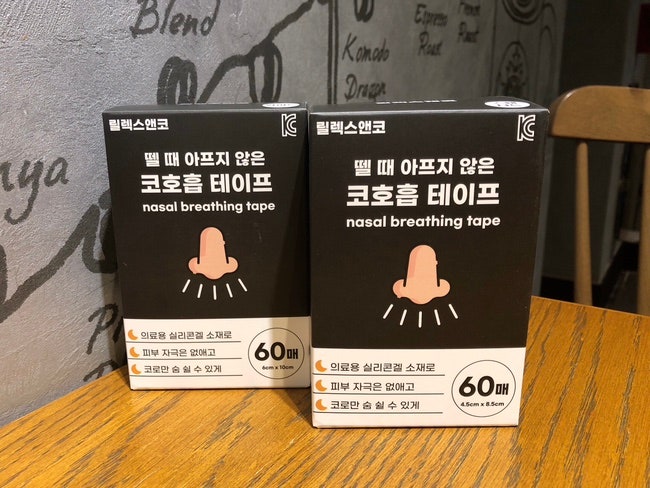 Blend
Komodo
Dragon
Espresso
Roast
French
Roast
nya
릴렉스앤코
KC
뗄 때 아프지 않은
코호흡 테이프
nasal breathing tape
의료용 실리콘겔 소재로
피부 자극은 없애고
코로만 숨 쉴 수 있게
60매
6cm x 10cm
릴렉스앤코
KC
뗄 때 아프지 않은
코호흡 테이프
nasal breathing tape
의료용 실리콘겔 소재로
피부 자극은 없애고
코로만 숨 쉴 수 있게
60매
4.5cm x 8.5cm